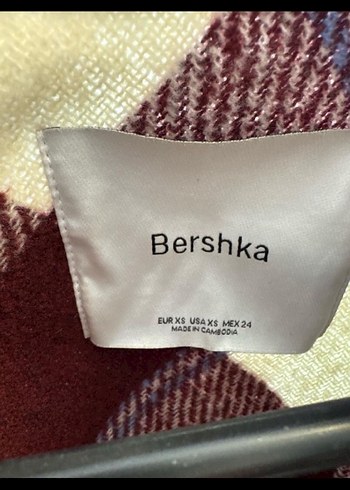 Bershka
EUR XS USA XS MEX 24
MADE IN CAMBODIA